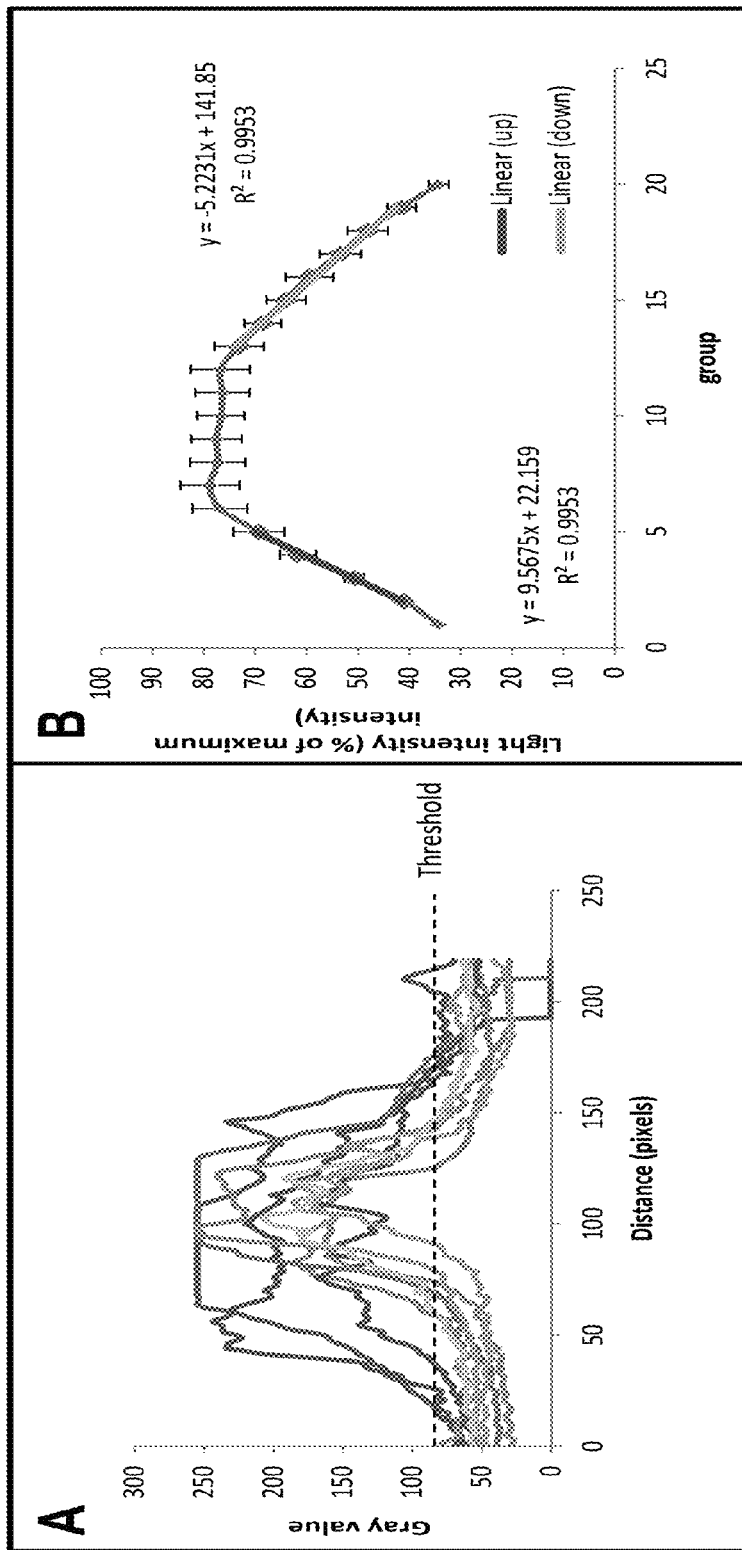 A
Gray value
300
250
200
150
100
50
0
Threshold
0
50
100
150
200
250
Distance (pixels)
B
Light intensity (% of maximum
intensity)
100
90
80
70
60
50
40
30
20
10
0
y = -5.2231x + 141.85
R² = 0.9953
y = 9.5675x + 22.159
R² = 0.9953
Linear (up)
Linear (down)
0
5
10
15
20
25
group